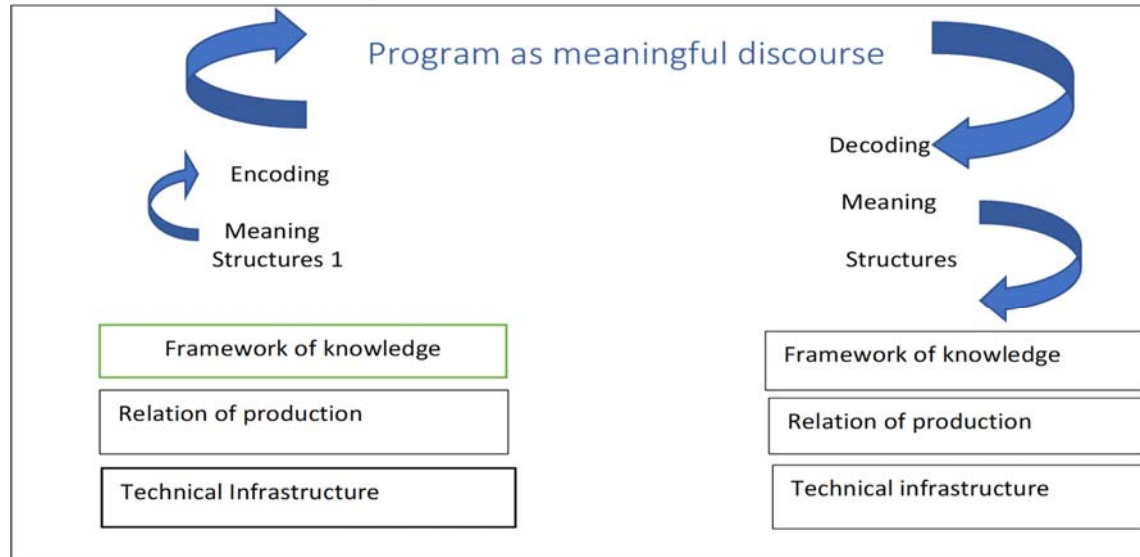 Program as meaningful discourse
Encoding
Meaning
Structures 1
Framework of knowledge
Relation of production
Technical Infrastructure
Decoding
Meaning
Structures
Framework of knowledge
Relation of production
Technical infrastructure